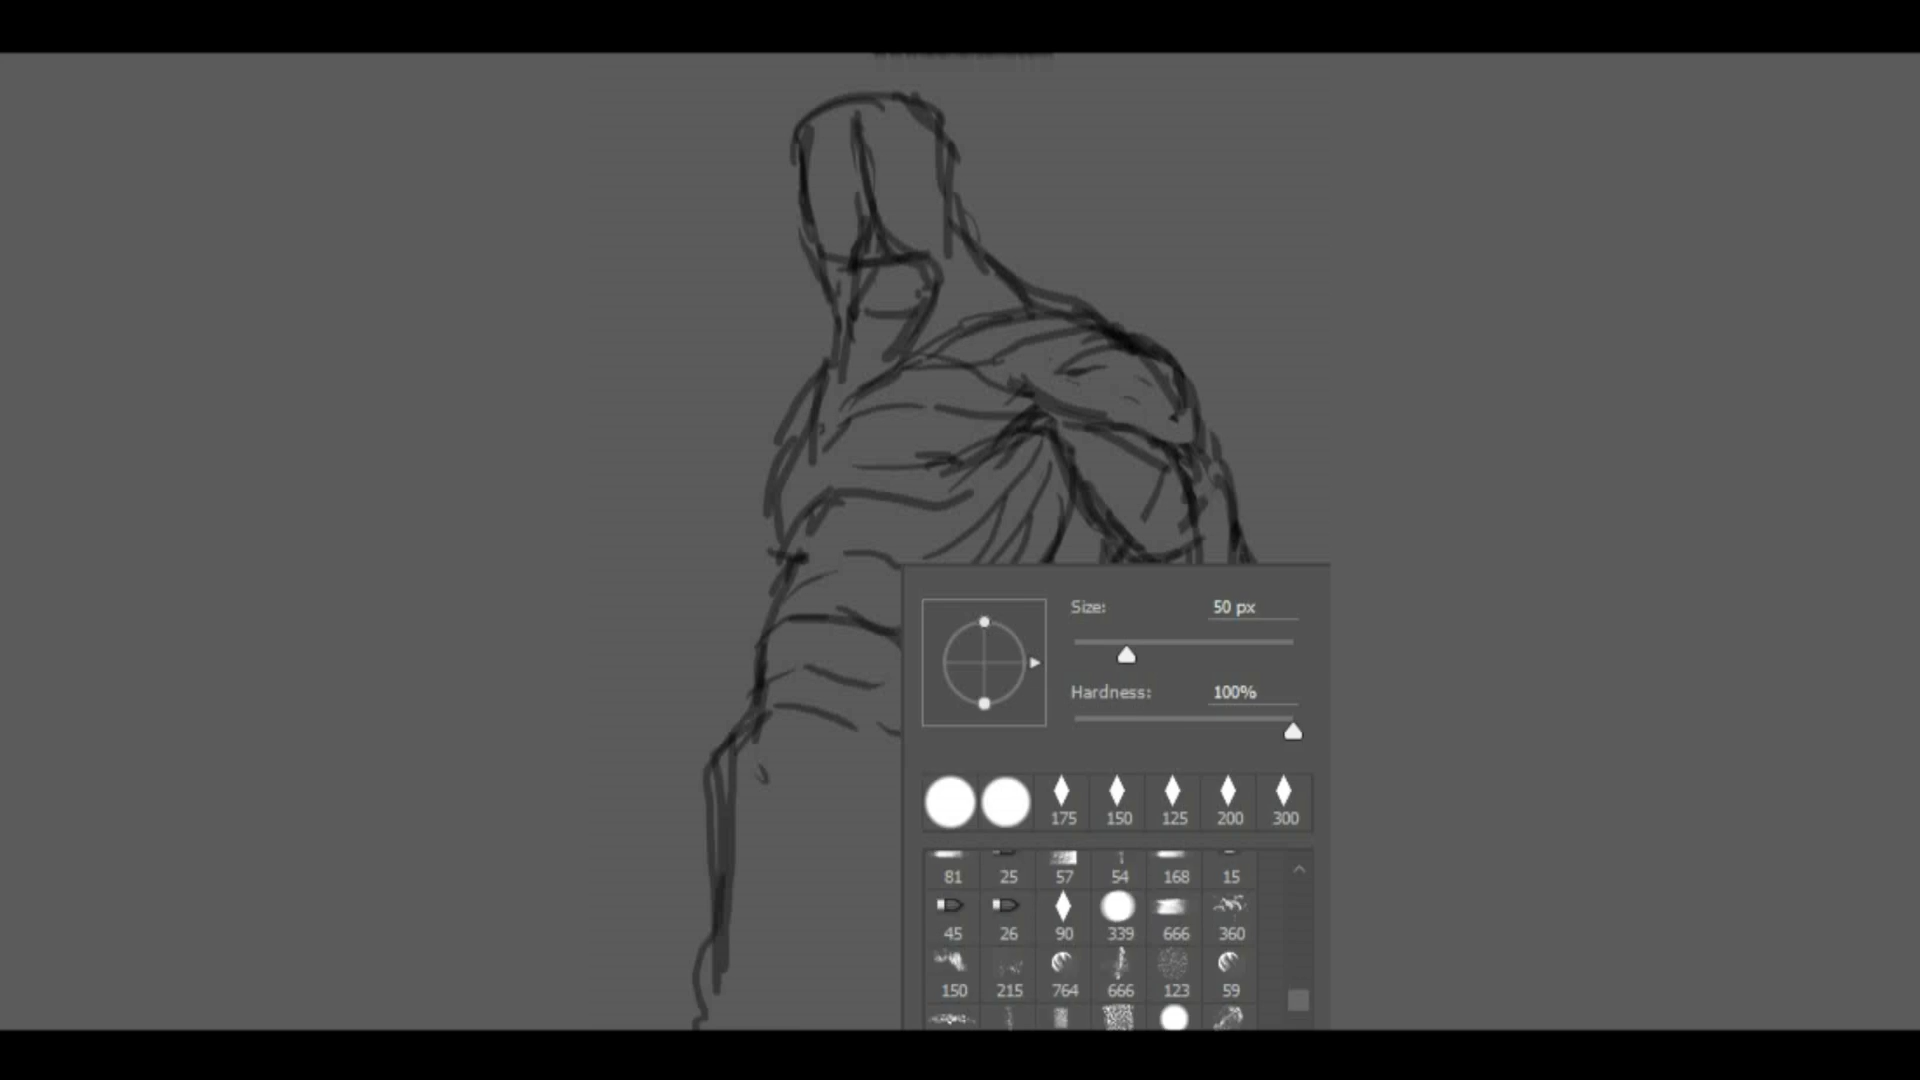 Size: 50 px
Hardness: 100%
175 150 125 200 300
81 25 57 54 168 15
45 26 90 339 666 360
150 215 764 666 123 59